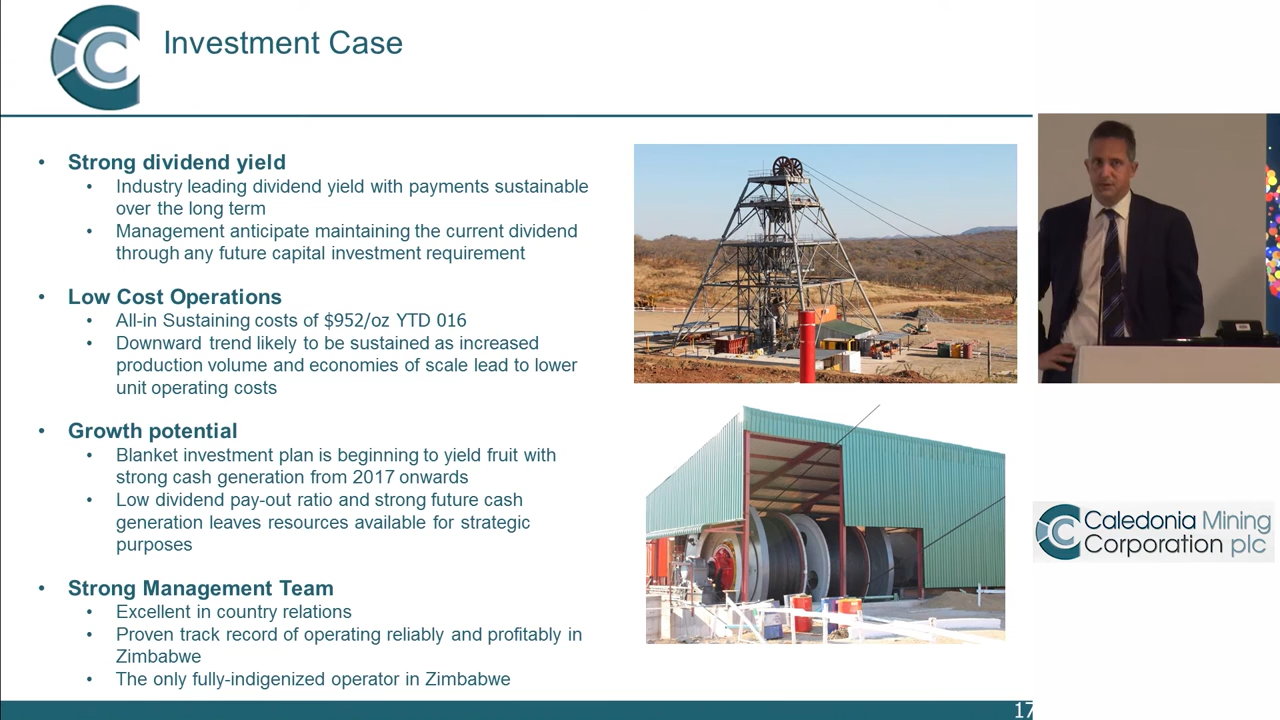 Investment Case
• Strong dividend yield
• Industry leading dividend yield with payments sustainable
over the long term
• Management anticipate maintaining the current dividend
through any future capital investment requirement
• Low Cost Operations
• All-in Sustaining costs of $952/oz YTD 016
• Downward trend likely to be sustained as increased
production volume and economies of scale lead to lower
unit operating costs
• Growth potential
• Blanket investment plan is beginning to yield fruit with
strong cash generation from 2017 onwards
• Low dividend pay-out ratio and strong future cash
generation leaves resources available for strategic
purposes
• Strong Management Team
• Excellent in country relations
• Proven track record of operating reliably and profitably in
Zimbabwe
• The only fully-indigenized operator in Zimbabwe
17
Caledonia Mining
Corporation plc